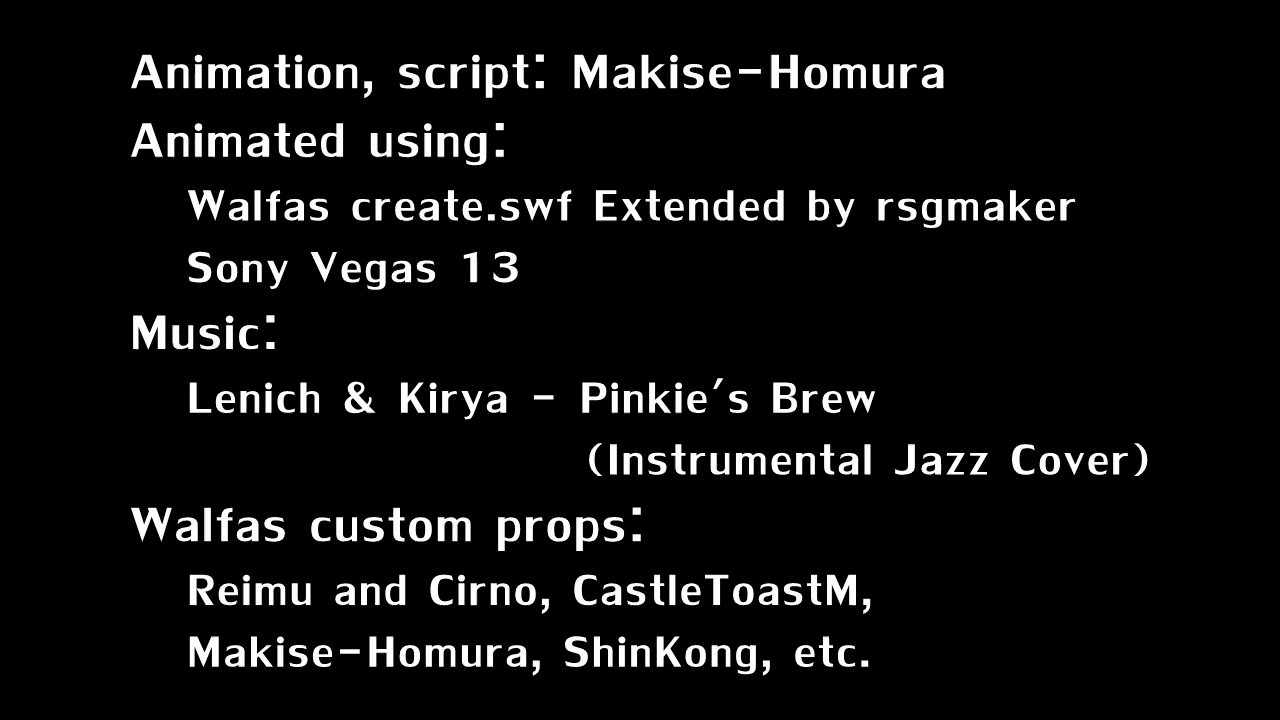 Animation, script: Makise-Homura
Animated using:
Walfas create.swf Extended by rsgmaker
Sony Vegas 13
Music:
Lenich & Kirya - Pinkie's Brew
(Instrumental Jazz Cover)
Walfas custom props:
Reimu and Cirno, CastleToastM,
Makise-Homura, ShinKong, etc.